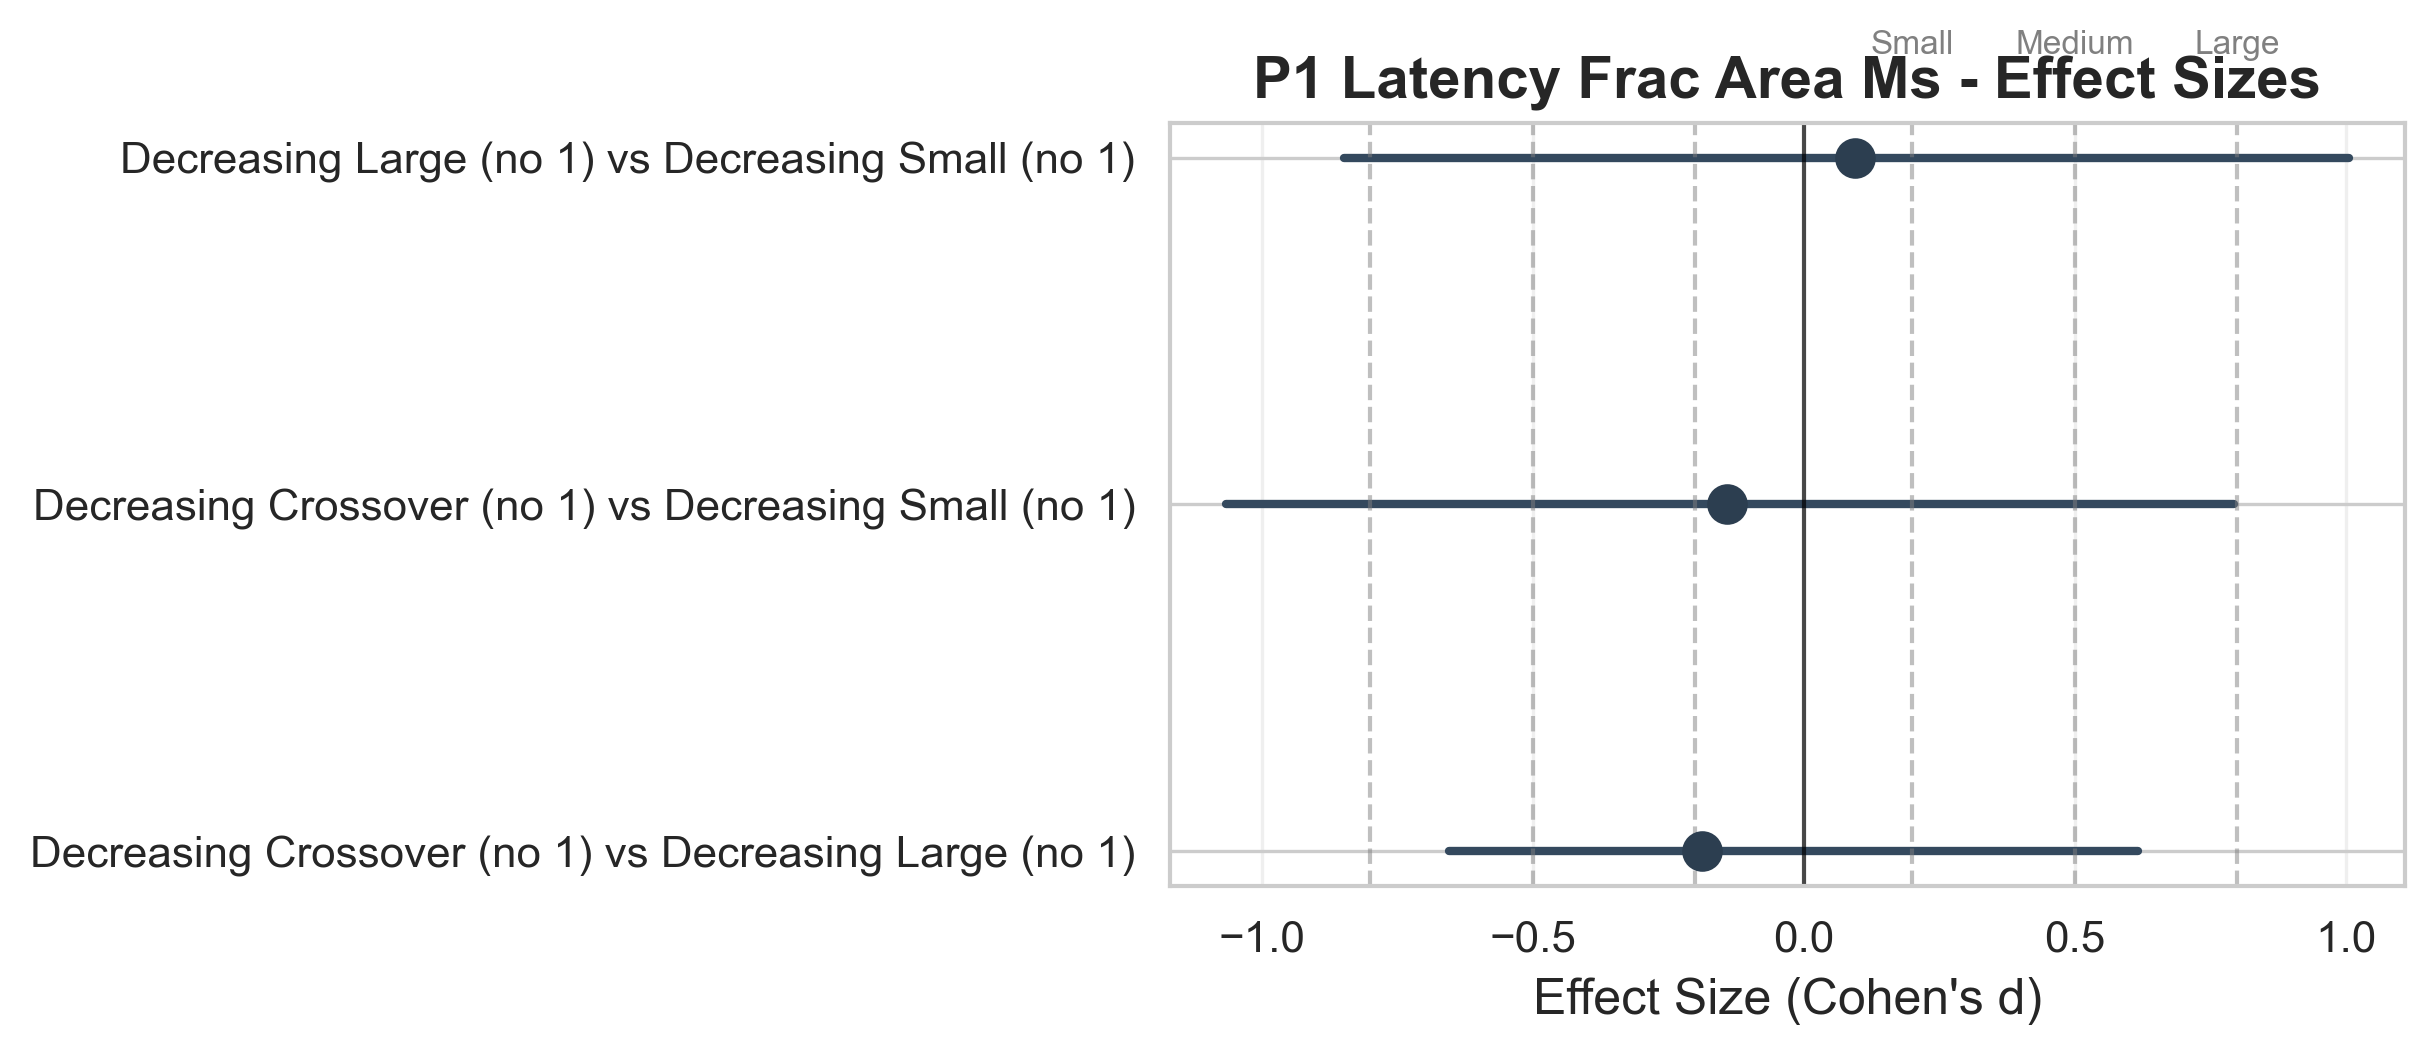 Small Medium Large
P1 Latency Frac Area Ms - Effect Sizes
Decreasing Large (no 1) vs Decreasing Small (no 1)
Decreasing Crossover (no 1) vs Decreasing Small (no 1)
Decreasing Crossover (no 1) vs Decreasing Large (no 1)
−1.0 −0.5 0.0 0.5 1.0
Effect Size (Cohen's d)